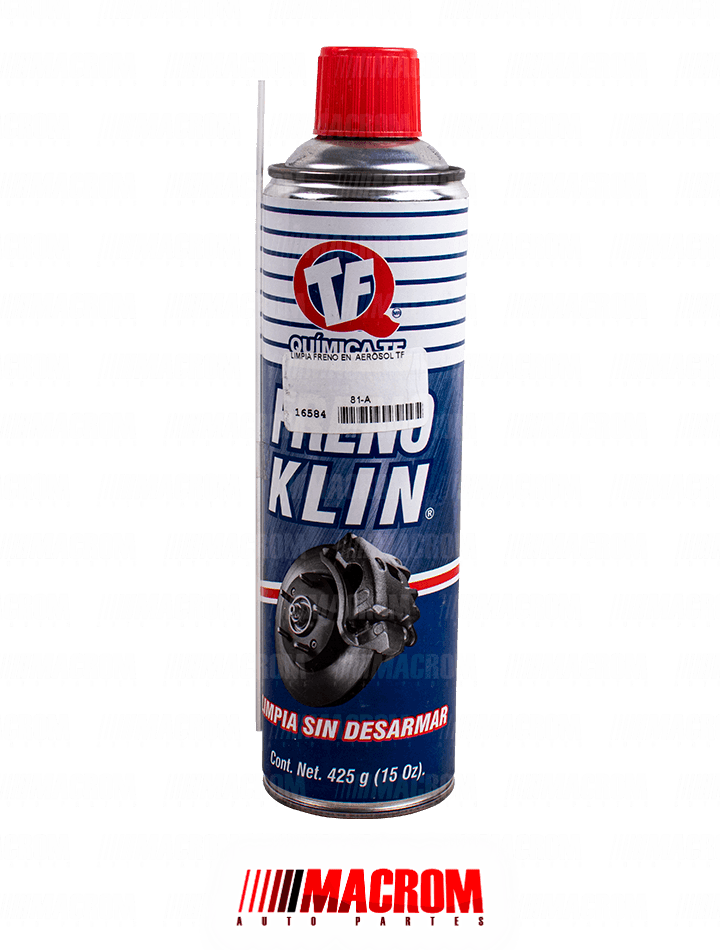 TF
MR
QUÍMICA TF
LIMPIA FRENO EN AEROSOL TF
81-A
16584
FRENO
KLIN®
LIMPIA SIN DESARMAR
Cont. Net. 425 g (15 Oz).
MACROM
AUTO PARTES